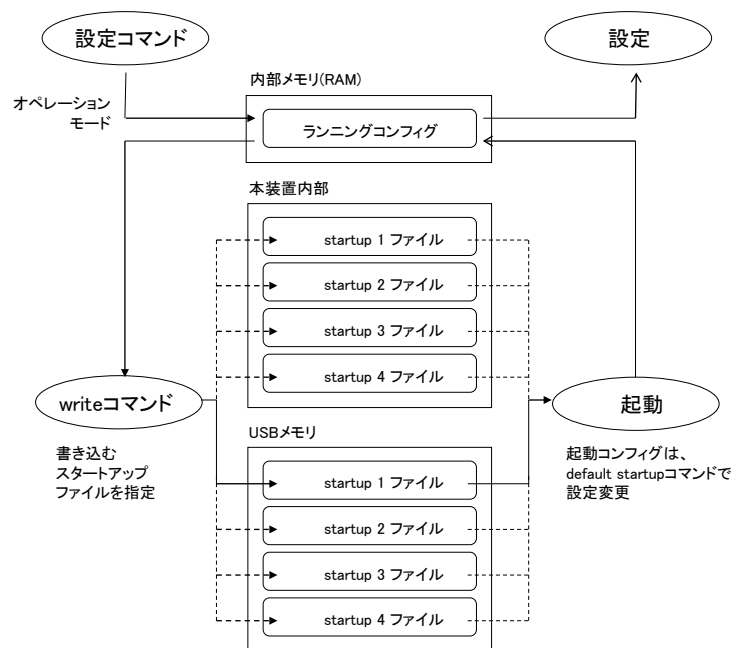 設定コマンド
設定
内部メモリ(RAM)
オペレーション
モード
ランニングコンフィグ
本装置内部
startup 1 ファイル
startup 2 ファイル
startup 3 ファイル
startup 4 ファイル
writeコマンド
起動
USBメモリ
書き込む
スタートアップ
ファイルを指定
起動コンフィグは、
default startupコマンドで
設定変更
startup 1 ファイル
startup 2 ファイル
startup 3 ファイル
startup 4 ファイル